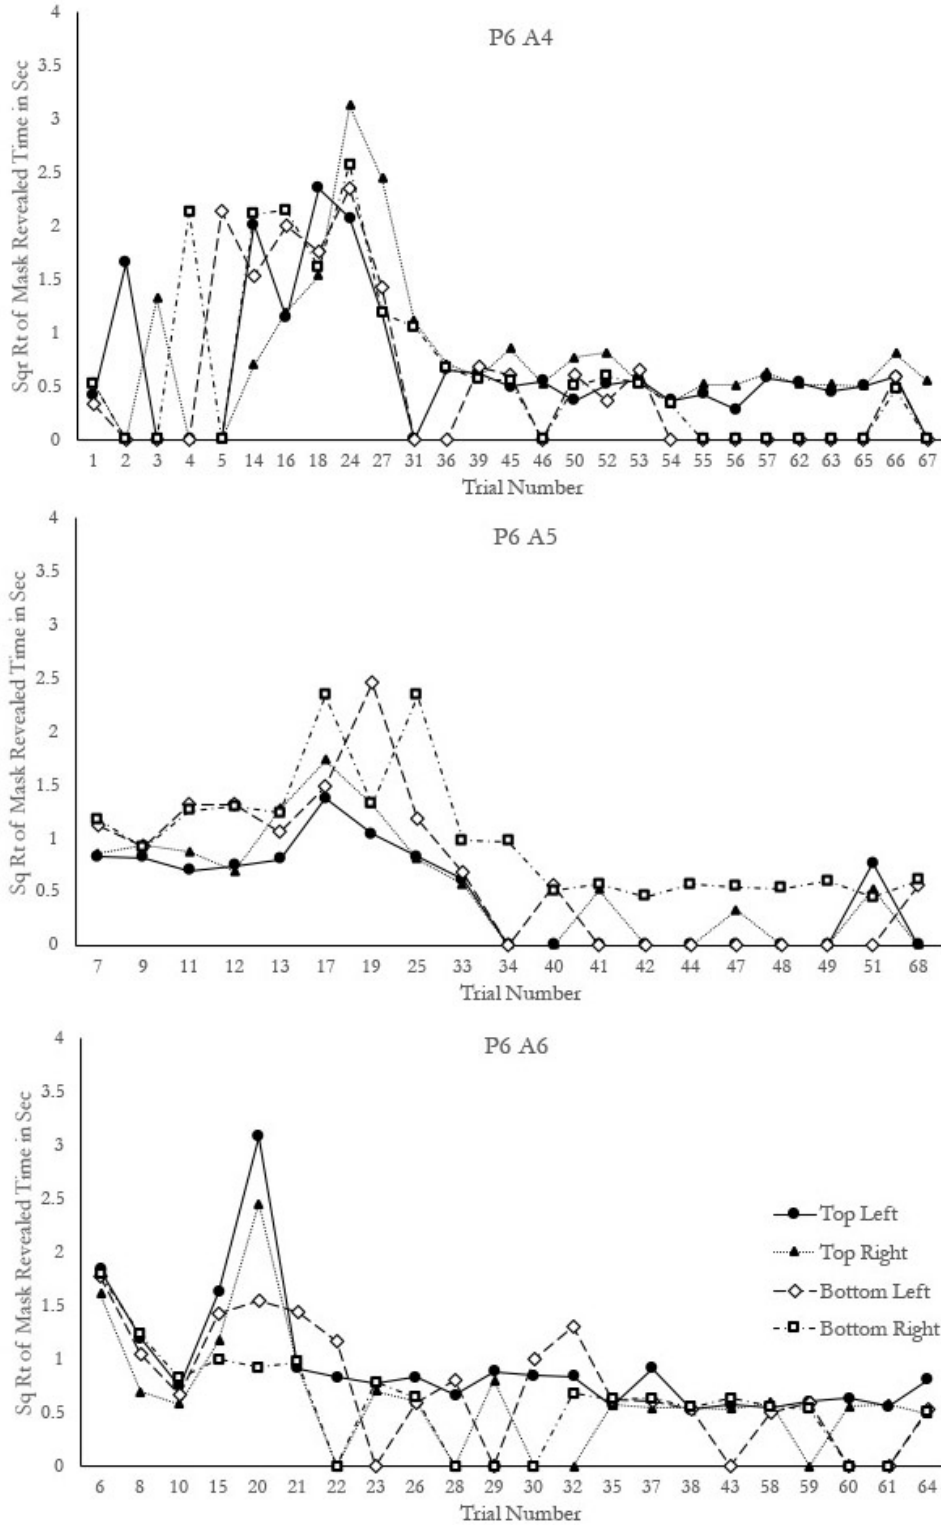 P6 A4
Sqr Rt of Mask Revealed Time in Sec
4
3.5
3
2.5
2
1.5
1
0.5
0
1 2 3 4 5 14 16 18 24 27 31 36 39 45 46 50 52 53 54 55 56 57 62 63 65 66 67
Trial Number
P6 A5
Sq Rt of Mask Revealed Time in Sec
4
3.5
3
2.5
2
1.5
1
0.5
0
7 9 11 12 13 17 19 25 33 34 40 41 42 44 47 48 49 51 68
Trial Number
P6 A6
Sq Rt of Mask Revealed Time in Sec
4
3.5
3
2.5
2
1.5
1
0.5
0
Top Left
Top Right
Bottom Left
Bottom Right
6 8 10 15 20 21 22 23 26 28 29 30 32 35 37 38 43 58 59 60 61 64
Trial Number